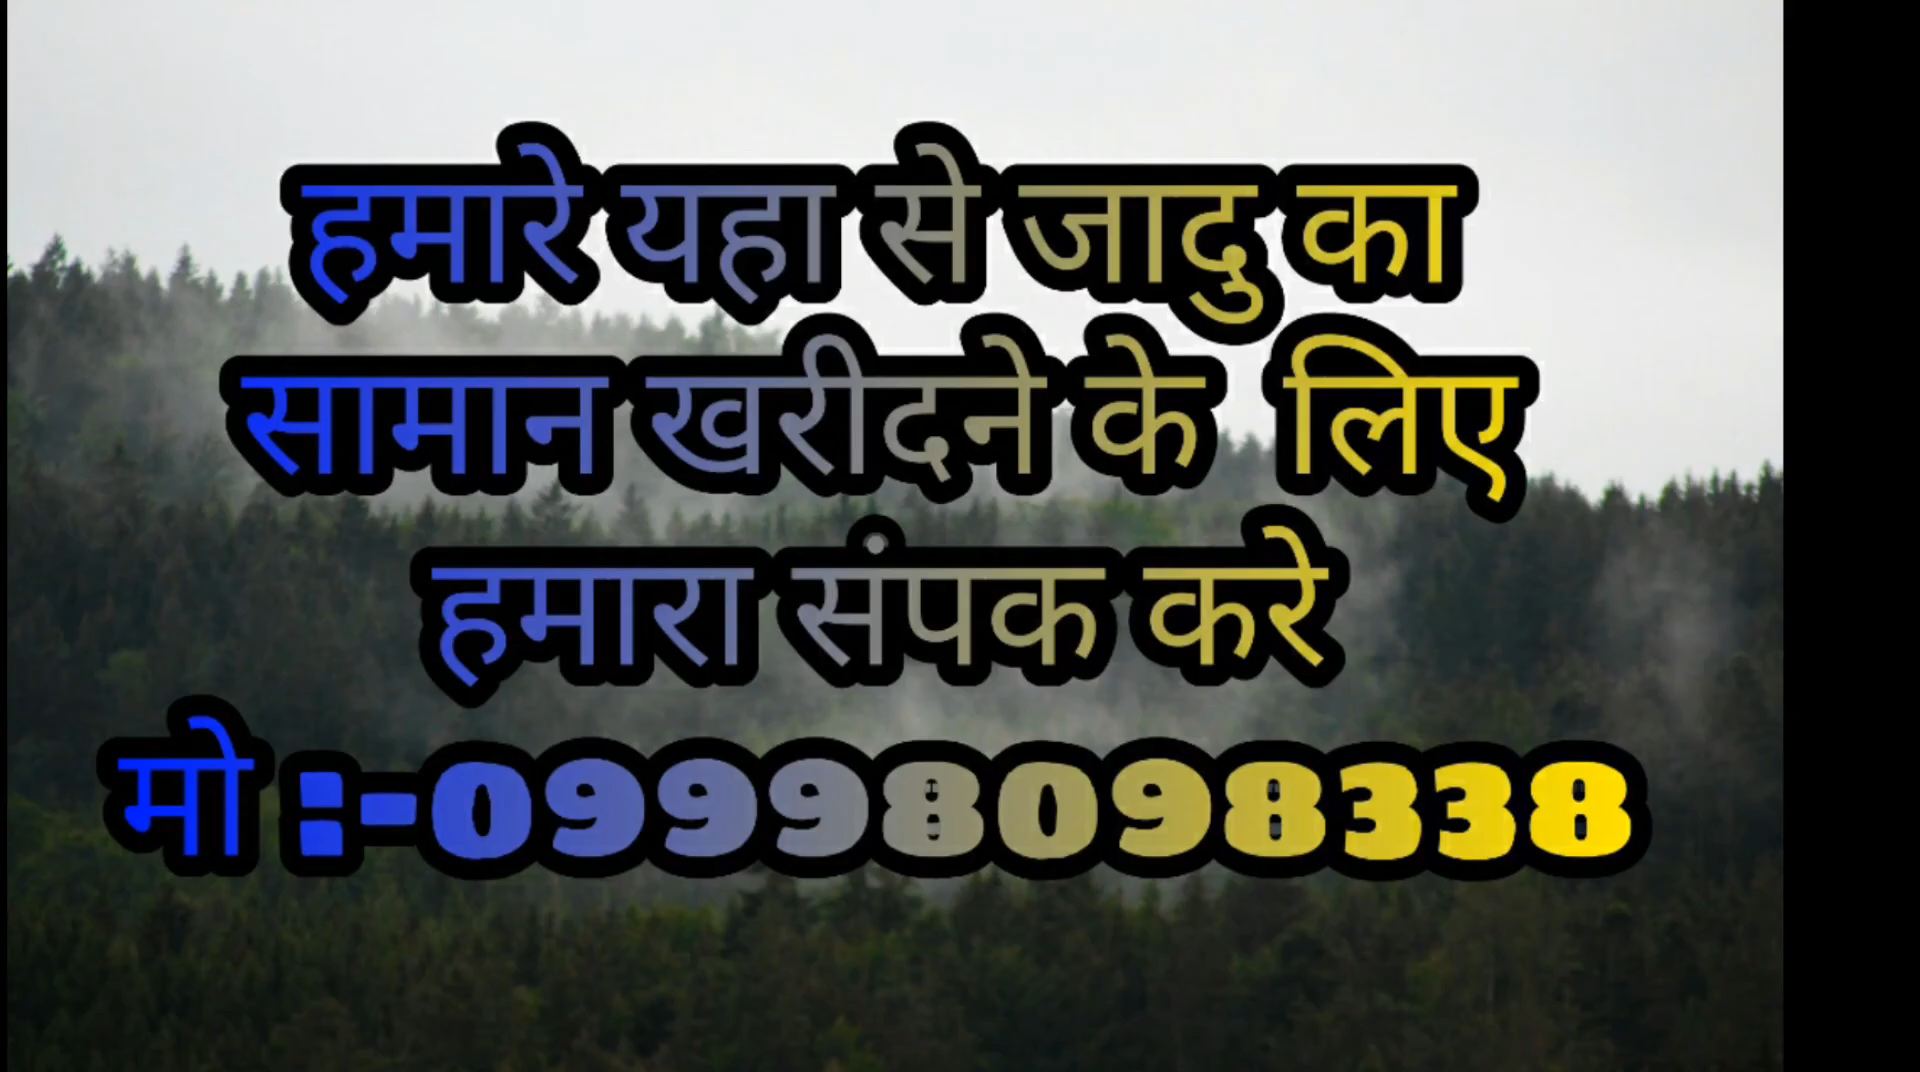 हमारे यहा से जादु का
सामान खरीदने के लिए
हमारा संपक करे
मो :-09998098338